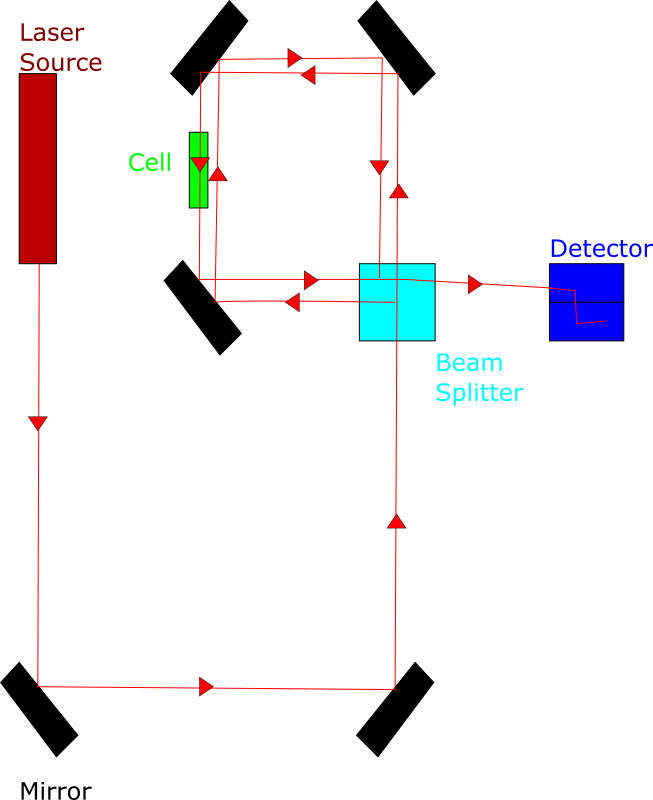 Laser
Source
Cell
Detector
Beam
Splitter
Mirror